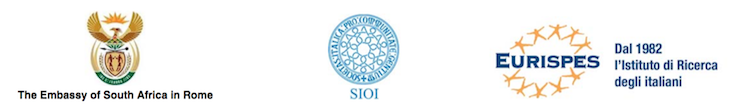 The Embassy of South Africa in Rome
SIOI
EURISPES
Dal 1982
l'Istituto di Ricerca
degli italiani